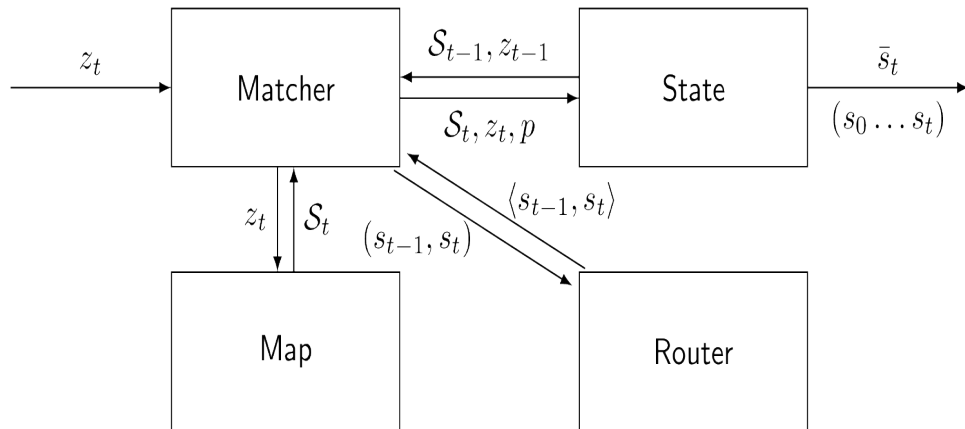 z_t
Matcher
𝒮_{t−1}, z_{t−1}
𝒮_t, z_t, p
State
s̄_t
(s_0 … s_t)
z_t
𝒮_t
(s_{t−1}, s_t)
⟨s_{t−1}, s_t⟩
Map
Router